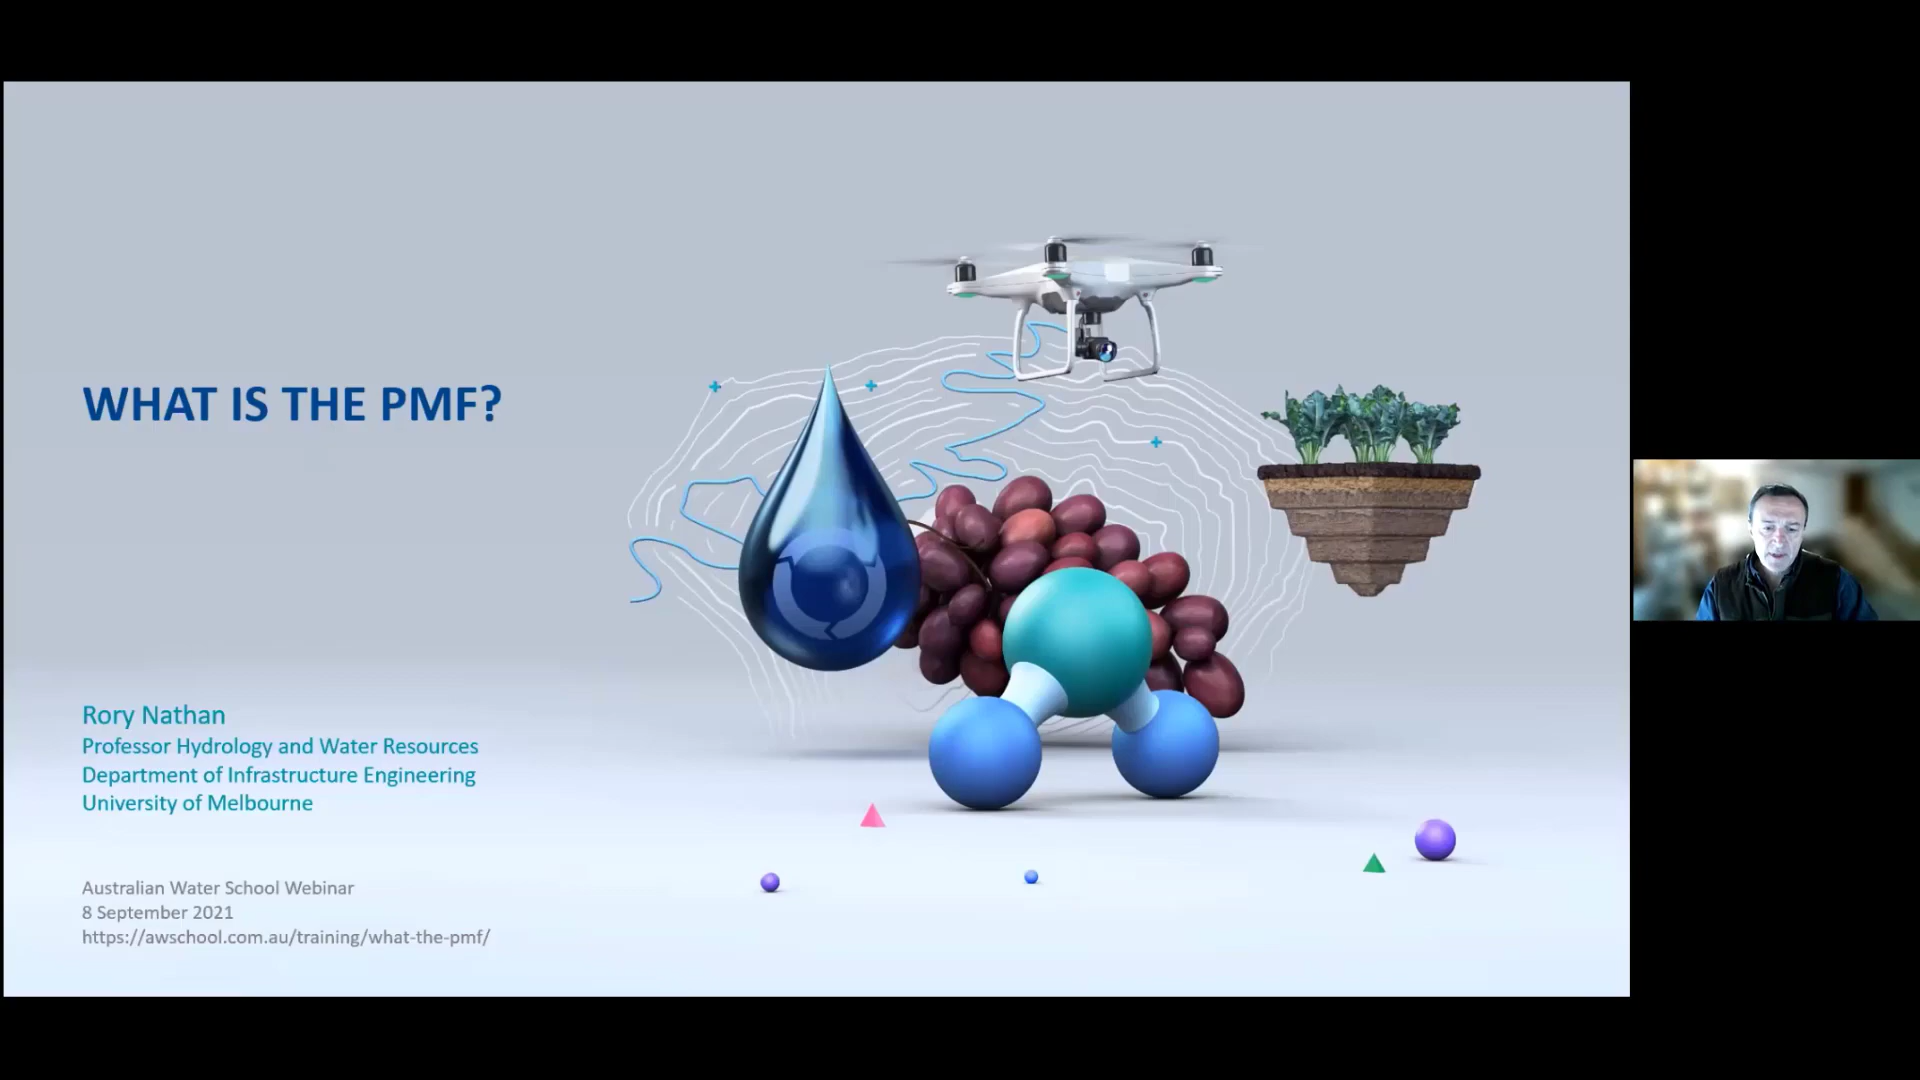 WHAT IS THE PMF?
Rory Nathan
Professor Hydrology and Water Resources
Department of Infrastructure Engineering
University of Melbourne
Australian Water School Webinar
8 September 2021
https://awschool.com.au/training/what-the-pmf/